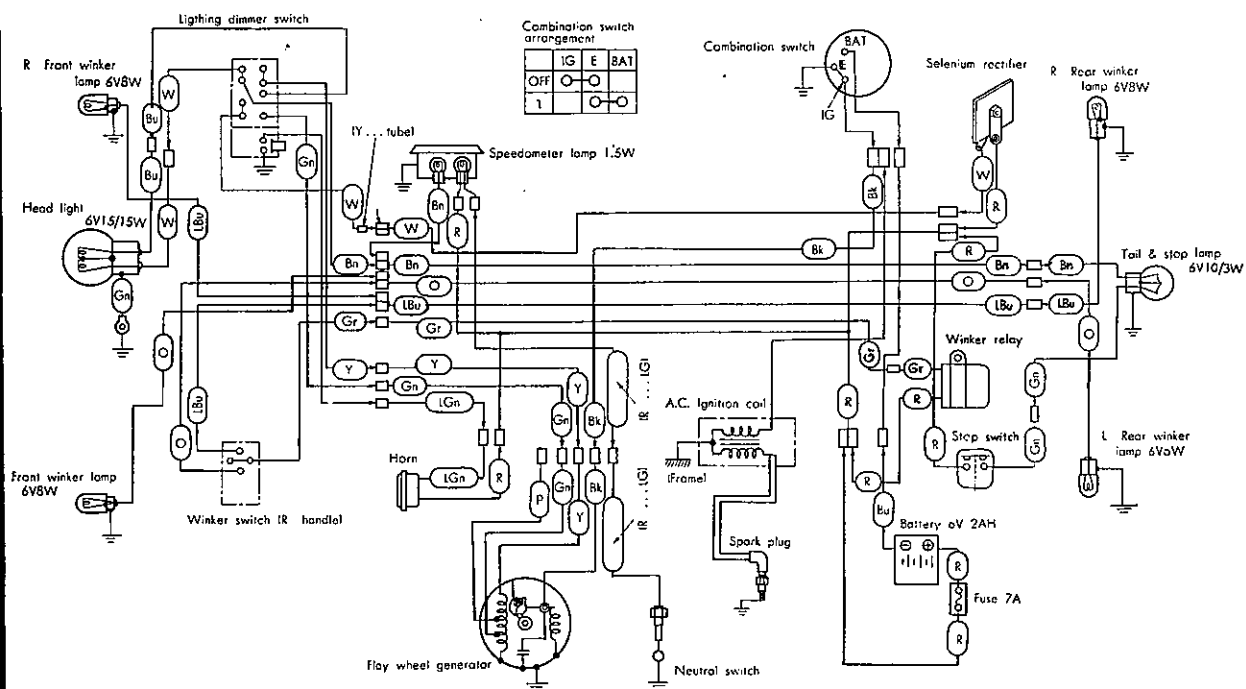 Ligthing dimmer switch
R Front winker
lamp 6V8W
Combination switch
arrangement
IG E BAT
OFF
1
Combination switch
BAT
E
IG
Selenium rectifier
R Rear winker
lamp 6V8W
W
Bu
(Y...tube)
Speedometer lamp 1.5W
Gn
Bu
W
Bk
W
R
Head light
6V15/15W
W
LBu
W
W
Bn
R
Bk
R
Gn
Bn
Bn
Bn
Bn
Tail & stop lamp
6V10/3W
O
O
LBu
LBu
LBu
Gr
Gr
Winker relay
O
Y
Y
Gr
Gr
O
LBu
Gn
Y
(R...LG)
A.C. Ignition coil
R
R
Gn
LGn
Gn
Bk
O
Stop switch
R
Gn
L Rear winker
Horn
(Frame)
Front winker lamp
6V8W
LGn
R
P
Gn
Bk
(R...LG)
R
Winker switch (R handle)
Y
Bu
Battery 6V 2AH
Spark plug
R
Fuse 7A
R
Flay wheel generator
Neutral switch